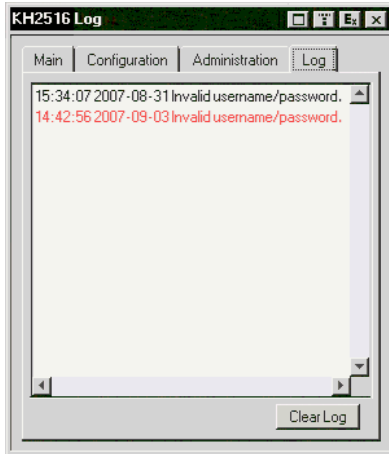 KH2516 Log
Main Configuration Administration Log
15:34:07 2007-08-31 Invalid username/password.
14:42:56 2007-09-03 Invalid username/password.
Clear Log